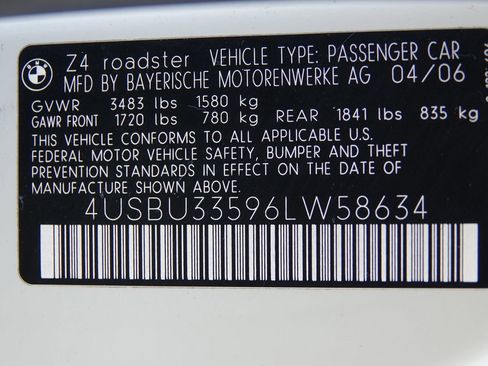 Z4 roadster VEHICLE TYPE: PASSENGER CAR
MFD BY BAYERISCHE MOTORENWERKE AG 04/06
GVWR 3483 lbs 1580 kg
GAWR FRONT 1720 lbs 780 kg REAR 1841 lbs 835 kg
THIS VEHICLE CONFORMS TO ALL APPLICABLE U.S.
FEDERAL MOTOR VEHICLE SAFETY, BUMPER AND THEFT
PREVENTION STANDARDS IN EFFECT ON THE DATE
OF MANUFACTURE SHOWN ABOVE.
4USBU33596LW58634